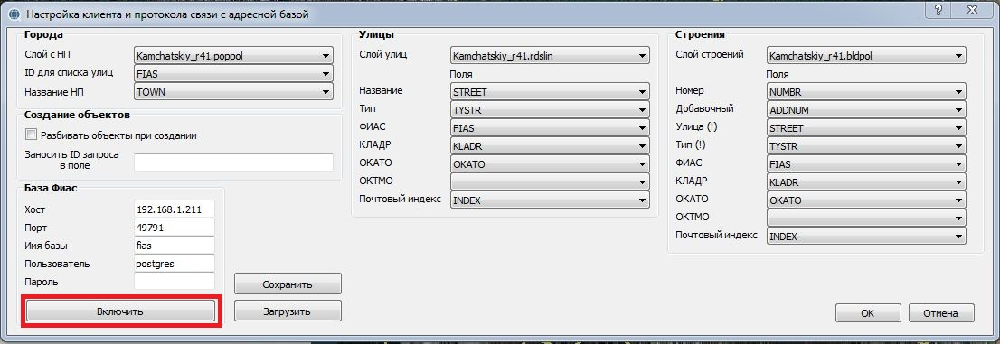 Настройка клиента и протокола связи с адресной базой
Города
Слой с НП Kamchatskiy_r41.poppol
ID для списка улиц FIAS
Название НП TOWN
Создание объектов
Разбивать объекты при создании
Заносить ID запроса
в поле
База Фиас
Хост 192.168.1.211
Порт 49791
Имя базы fias
Пользователь postgres
Пароль
Включить
Сохранить
Загрузить
Улицы
Слой улиц Kamchatskiy_r41.rdslin
Поля
Название STREET
Тип TYSTR
ФИАС FIAS
КЛАДР KLADR
ОКАТО OKATO
ОКТМО
Почтовый индекс INDEX
Строения
Слой строений Kamchatskiy_r41.bldpol
Поля
Номер NUMBR
Добавочный ADDNUM
Улица (!) STREET
Тип (!) TYSTR
ФИАС FIAS
КЛАДР KLADR
ОКАТО OKATO
ОКТМО
Почтовый индекс INDEX
OK
Отмена